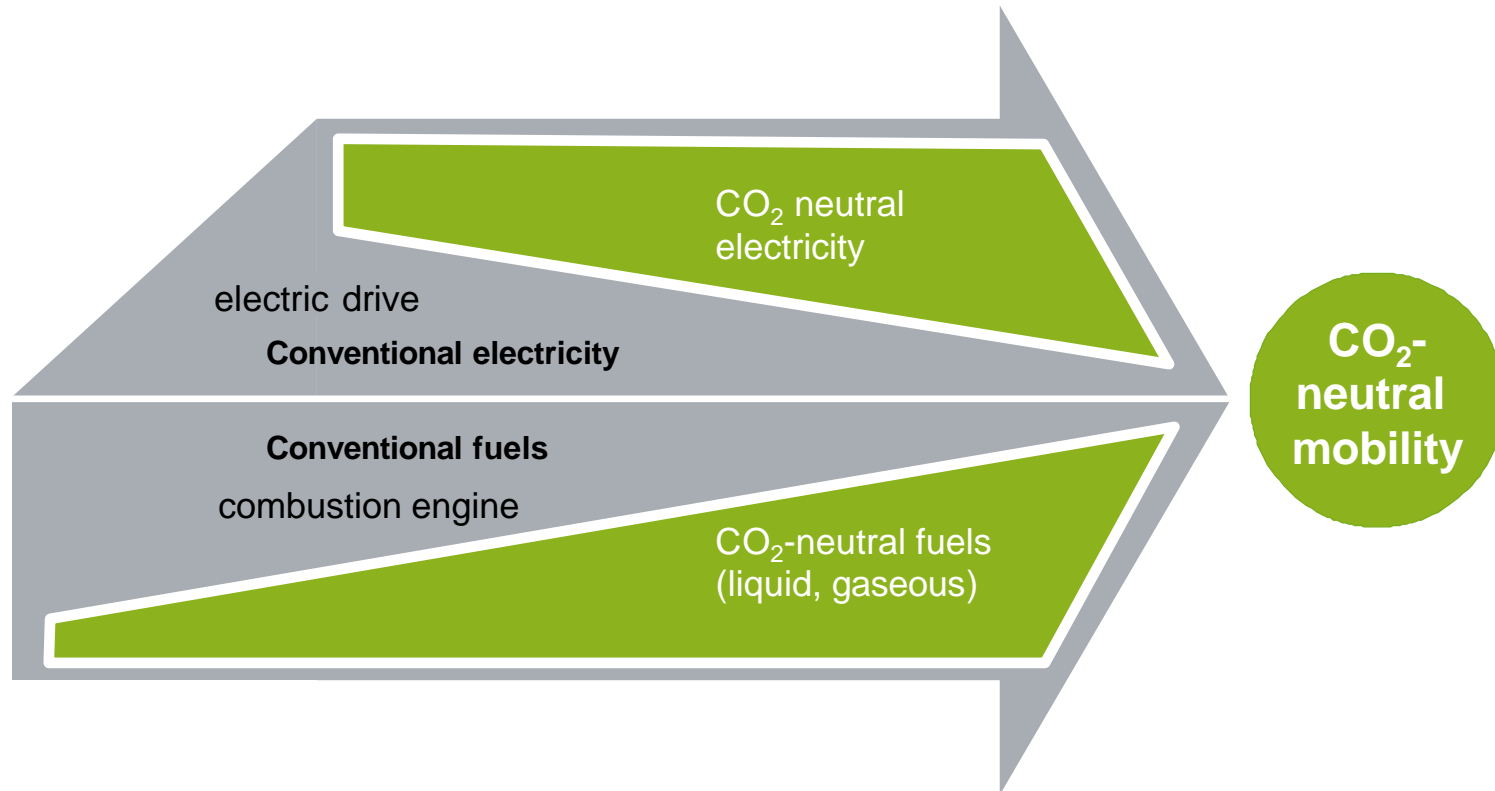 CO₂ neutral
electricity
electric drive
Conventional electricity
CO₂-
neutral
mobility
Conventional fuels
combustion engine
CO₂-neutral fuels
(liquid, gaseous)